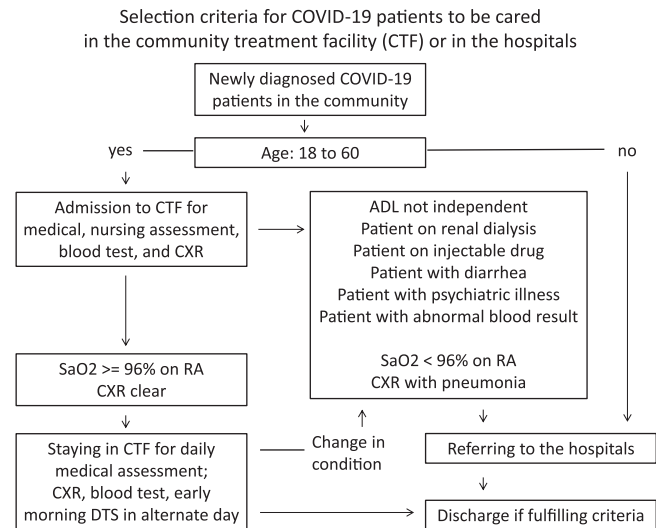 Selection criteria for COVID-19 patients to be cared
in the community treatment facility (CTF) or in the hospitals
Newly diagnosed COVID-19
patients in the community
yes
Age: 18 to 60
no
Admission to CTF for
medical, nursing assessment,
blood test, and CXR
ADL not independent
Patient on renal dialysis
Patient on injectable drug
Patient with diarrhea
Patient with psychiatric illness
Patient with abnormal blood result
SaO2 < 96% on RA
CXR with pneumonia
SaO2 >= 96% on RA
CXR clear
Staying in CTF for daily
medical assessment;
CXR, blood test, early
morning DTS in alternate day
Change in
condition
Referring to the hospitals
Discharge if fulfilling criteria